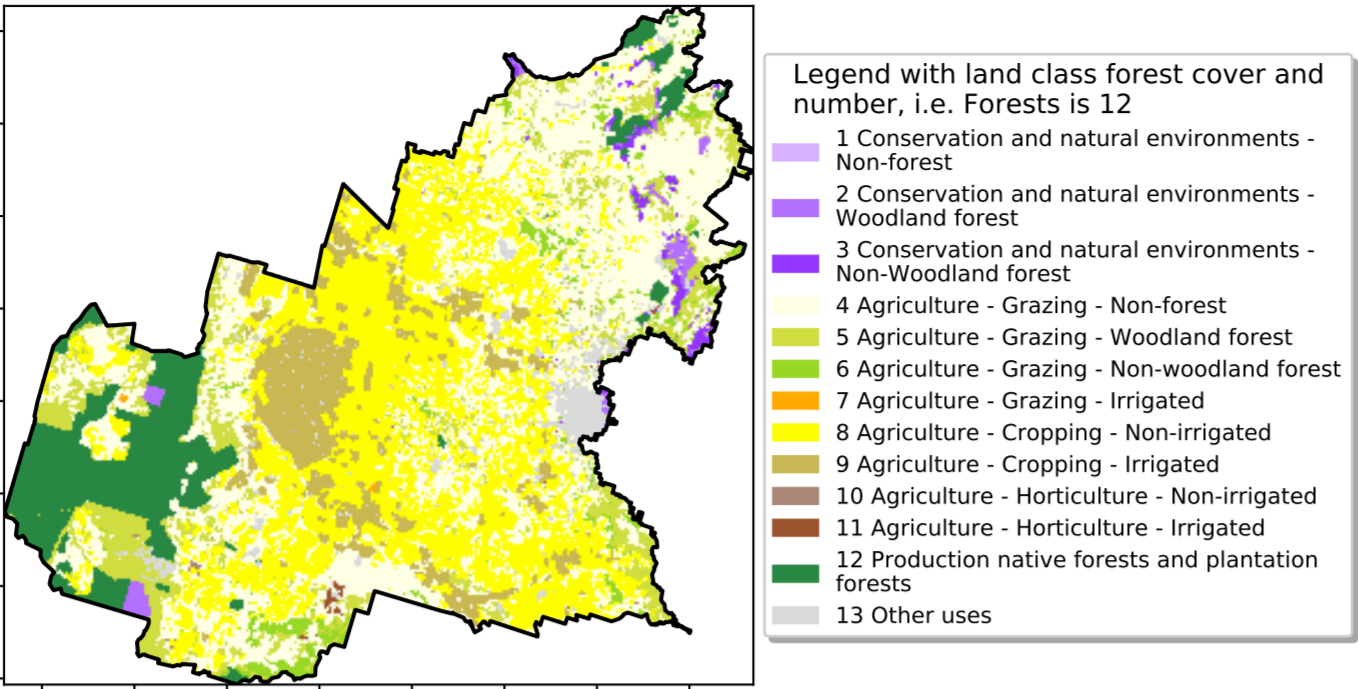 Legend with land class forest cover and
number, i.e. Forests is 12
1 Conservation and natural environments -
Non-forest
2 Conservation and natural environments -
Woodland forest
3 Conservation and natural environments -
Non-Woodland forest
4 Agriculture - Grazing - Non-forest
5 Agriculture - Grazing - Woodland forest
6 Agriculture - Grazing - Non-woodland forest
7 Agriculture - Grazing - Irrigated
8 Agriculture - Cropping - Non-irrigated
9 Agriculture - Cropping - Irrigated
10 Agriculture - Horticulture - Non-irrigated
11 Agriculture - Horticulture - Irrigated
12 Production native forests and plantation
forests
13 Other uses